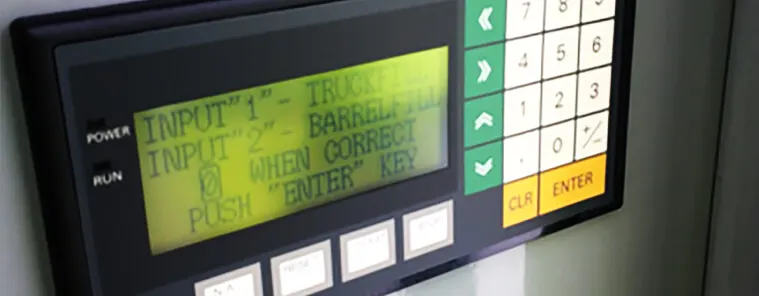 INPUT"1"- TRUCKFILL
INPUT"2"- BARRELFILL
0 WHEN CORRECT
PUSH "ENTER" KEY
POWER
RUN
7 8 9
4 5 6
1 2 3
. 0 +/-
CLR ENTER